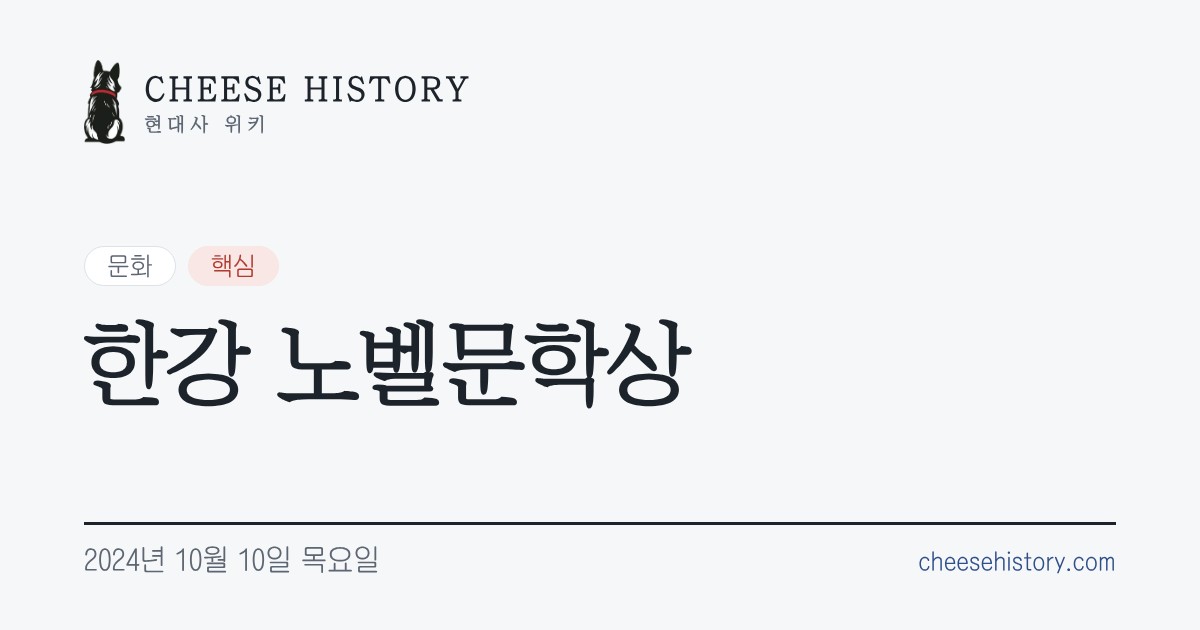 CHEESE HISTORY
현대사 위키
문화 핵심
한강 노벨문학상
2024년 10월 10일 목요일
cheesehistory.com